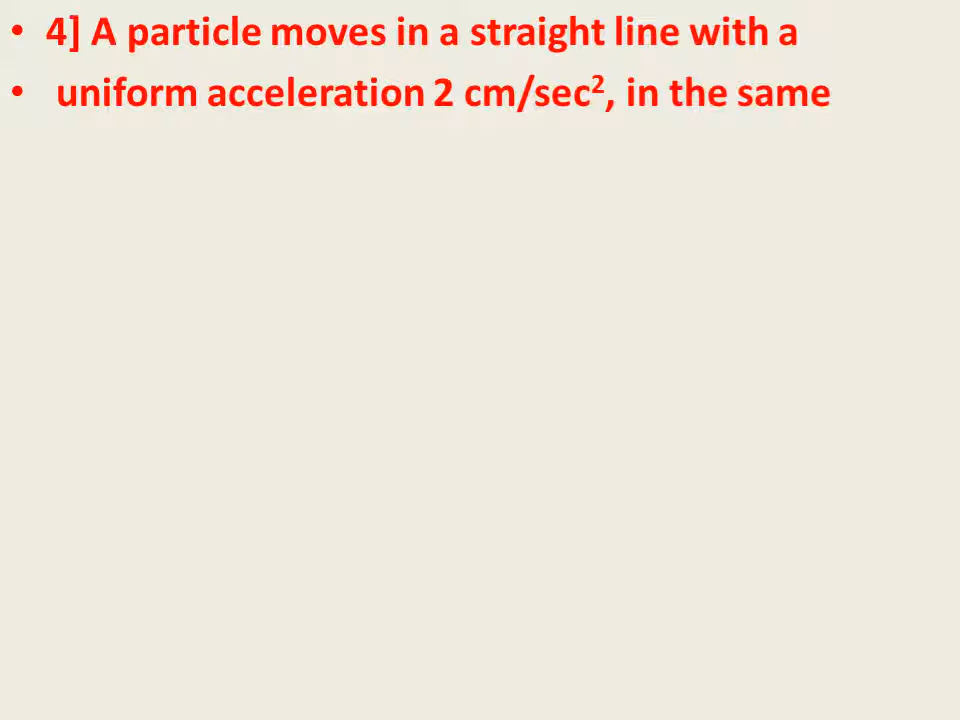 • 4] A particle moves in a straight line with a
• uniform acceleration 2 cm/sec², in the same